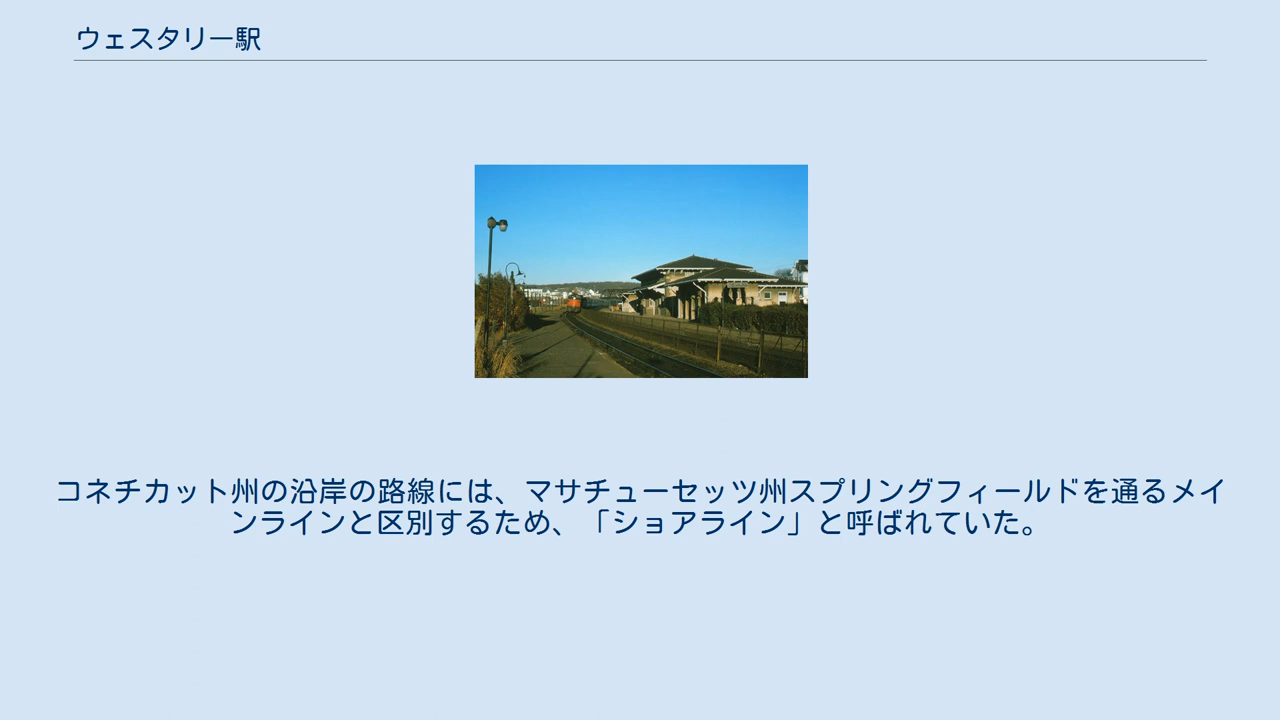 ウェスタリー駅
コネチカット州の沿岸の路線には、マサチューセッツ州スプリングフィールドを通るメイ
ンラインと区別するため、「ショアライン」と呼ばれていた。